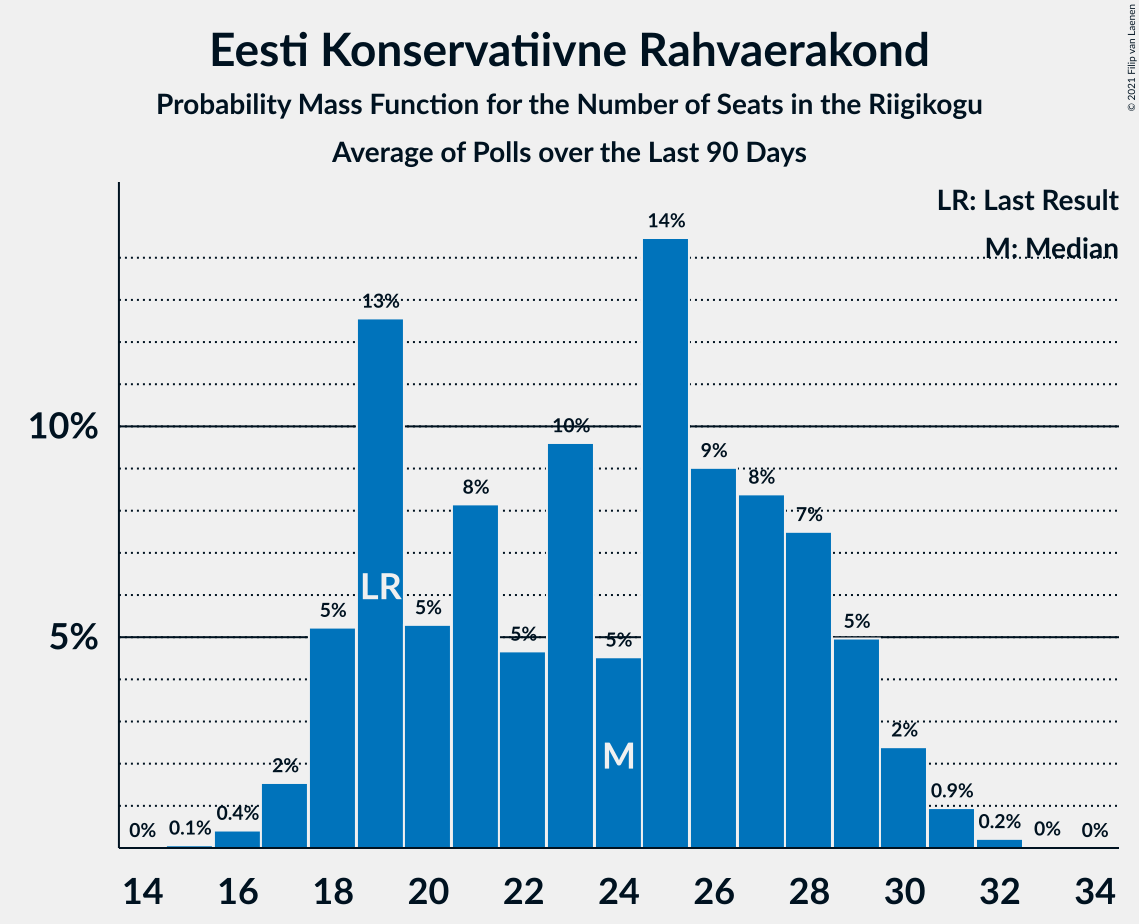 Eesti Konservatiivne Rahvaerakond
Probability Mass Function for the Number of Seats in the Riigikogu
Average of Polls over the Last 90 Days
© 2021 Filip van Laenen
LR: Last Result
M: Median
14%
13%
10%
10%
9%
8%
8%
7%
LR
5%
5%
5%
5%
5%
5%
M
2%
2%
0.9%
0.4%
0.2%
0.1%
0%
0%
0%
14 16 18 20 22 24 26 28 30 32 34